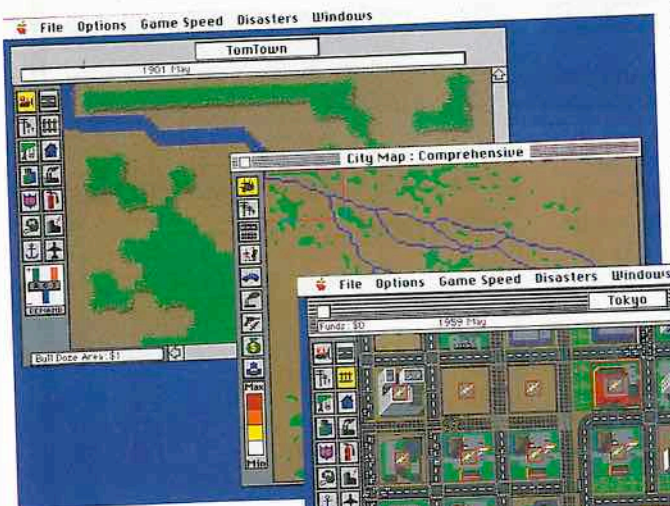 File Options Game Speed Disasters Windows
TomTown
1901 May
City Map : Comprehensive
DEMAND
Bull Doze Area: $1
Max
Min
File Options Game Speed Disasters Windows
Tokyo
Funds: $0 1959 May